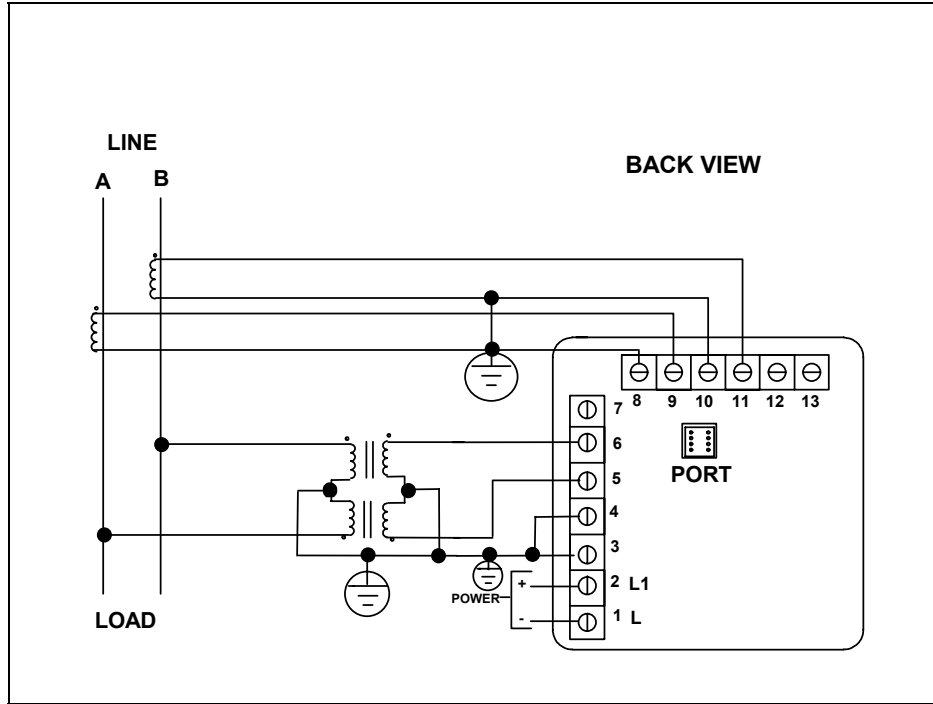 LINE
A B
BACK VIEW
8 9 10 11 12 13
7
6
PORT
5
4
3
+
2 L1
POWER
-
1 L
LOAD